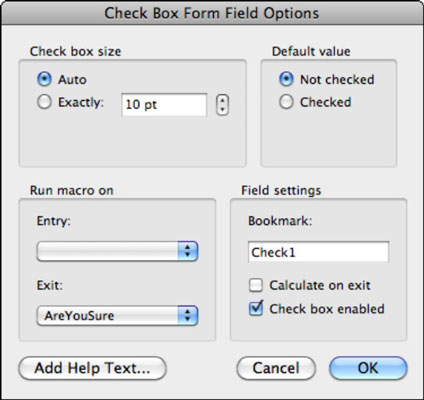 Check Box Form Field Options
Check box size
Auto
Exactly: 10 pt
Default value
Not checked
Checked
Run macro on
Entry:
Exit:
AreYouSure
Field settings
Bookmark:
Check1
Calculate on exit
Check box enabled
Add Help Text... Cancel OK